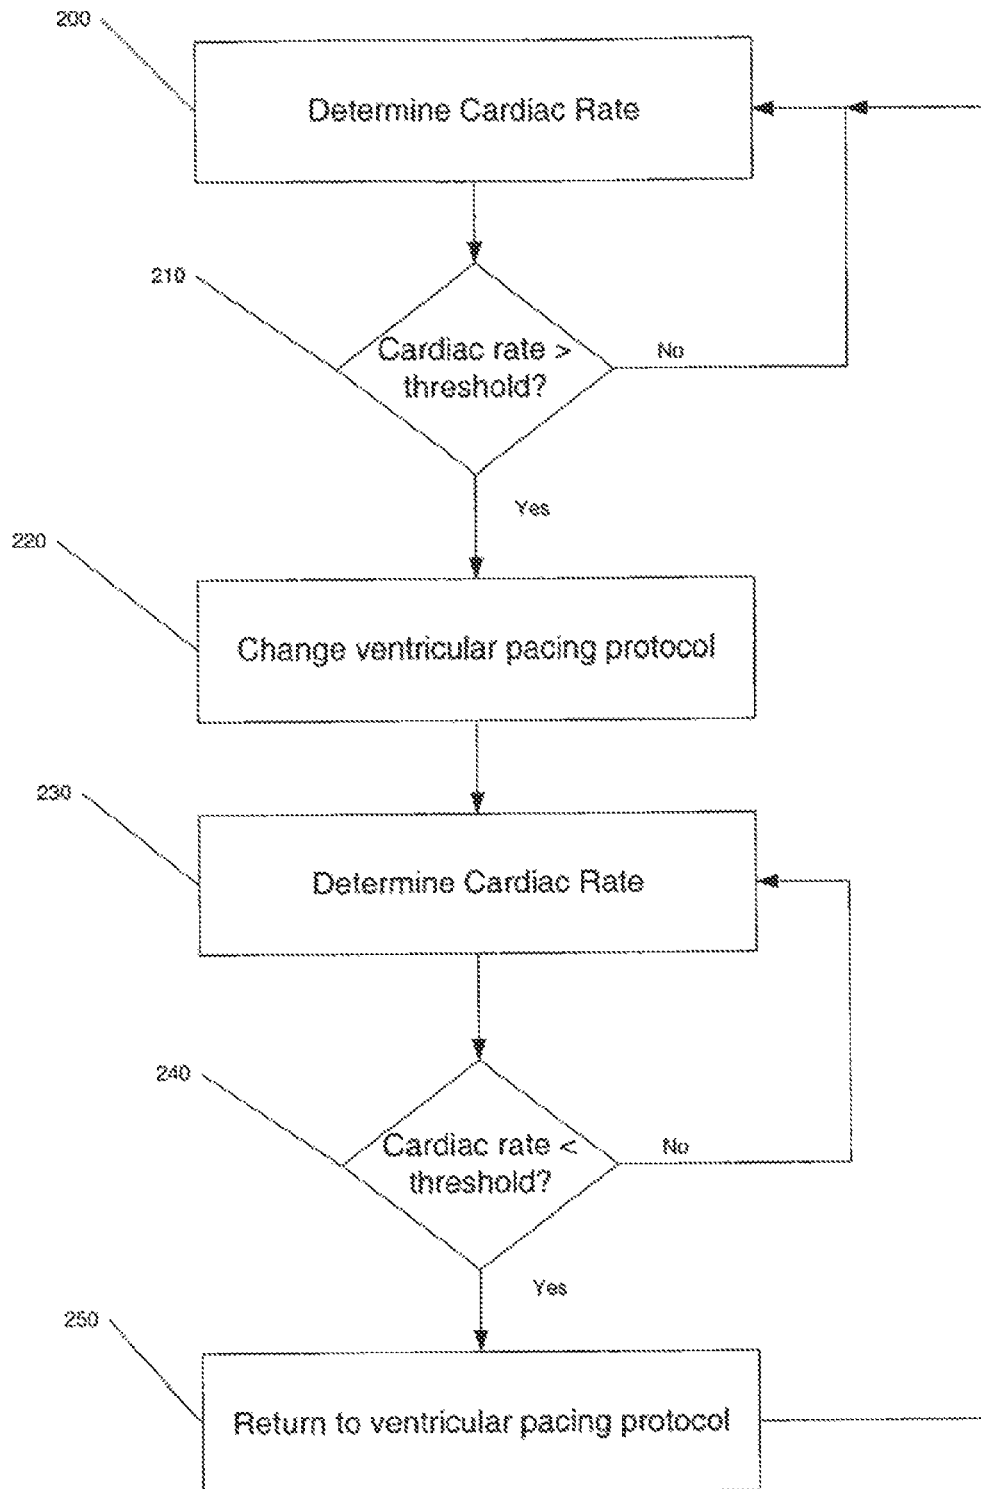 200
Determine Cardiac Rate
210
Cardiac rate >
threshold?
No
Yes
220
Change ventricular pacing protocol
230
Determine Cardiac Rate
240
Cardiac rate <
threshold?
No
Yes
250
Return to ventricular pacing protocol